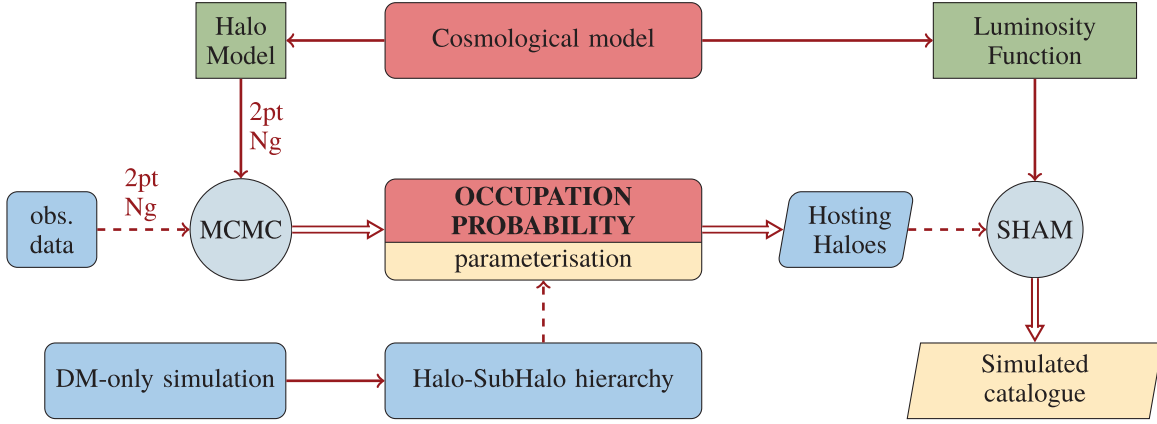 Halo
Model
Cosmological model
Luminosity
Function
2pt
Ng
2pt
Ng
obs.
data
MCMC
OCCUPATION
PROBABILITY
parameterisation
Hosting
Haloes
SHAM
DM-only simulation
Halo-SubHalo hierarchy
Simulated
catalogue